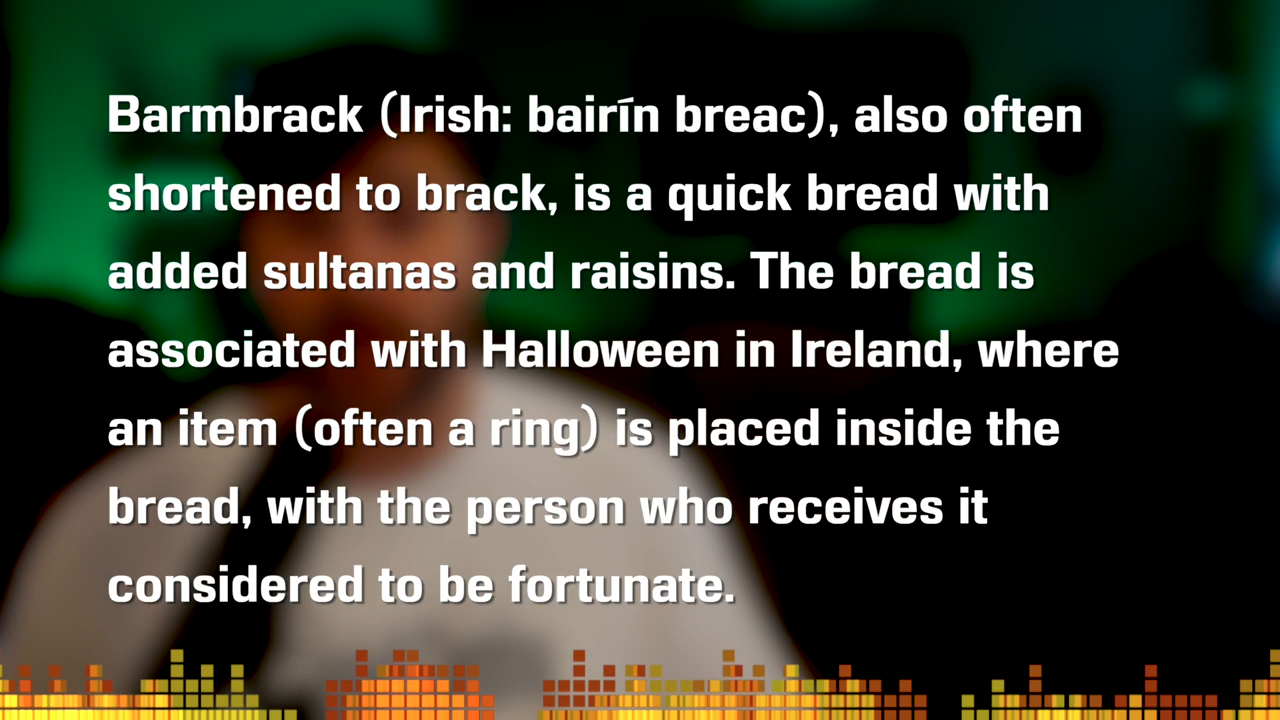 Barmbrack (Irish: bairín breac), also often
shortened to brack, is a quick bread with
added sultanas and raisins. The bread is
associated with Halloween in Ireland, where
an item (often a ring) is placed inside the
bread, with the person who receives it
considered to be fortunate.